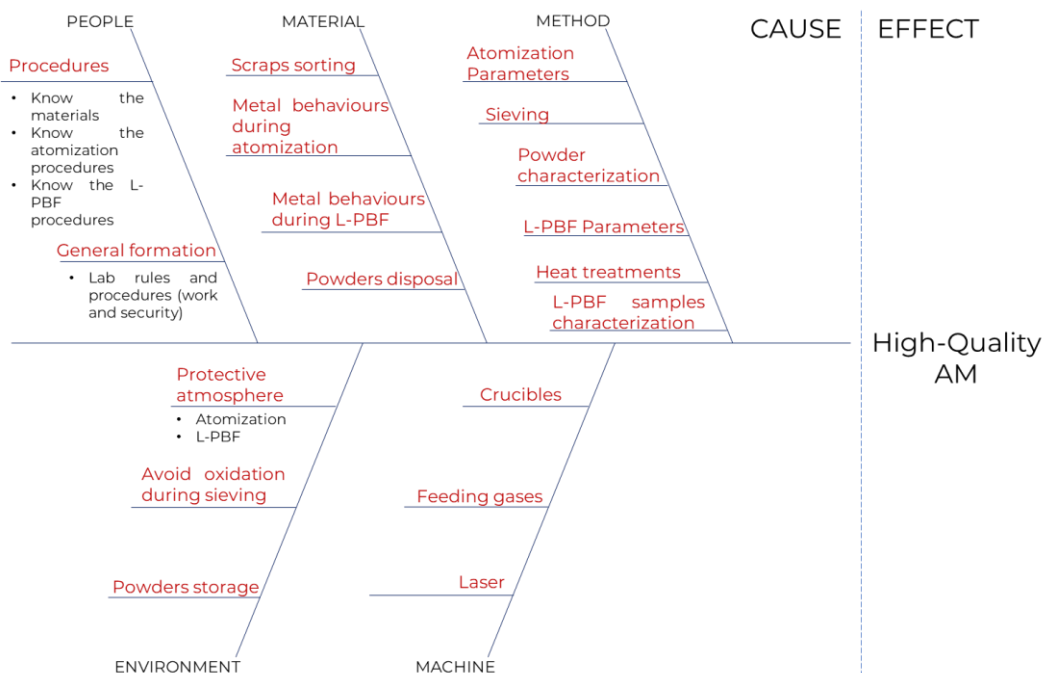 PEOPLE
MATERIAL
METHOD
CAUSE
EFFECT
Procedures
• Know the
materials
• Know the
atomization
procedures
• Know the L-
PBF
procedures
General formation
• Lab rules and
procedures (work
and security)
Scraps sorting
Metal behaviours
during
atomization
Metal behaviours
during L-PBF
Powders disposal
Atomization
Parameters
Sieving
Powder
characterization
L-PBF Parameters
Heat treatments
L-PBF samples
characterization
High-Quality
AM
Protective
atmosphere
• Atomization
• L-PBF
Avoid oxidation
during sieving
Powders storage
Crucibles
Feeding gases
Laser
ENVIRONMENT
MACHINE